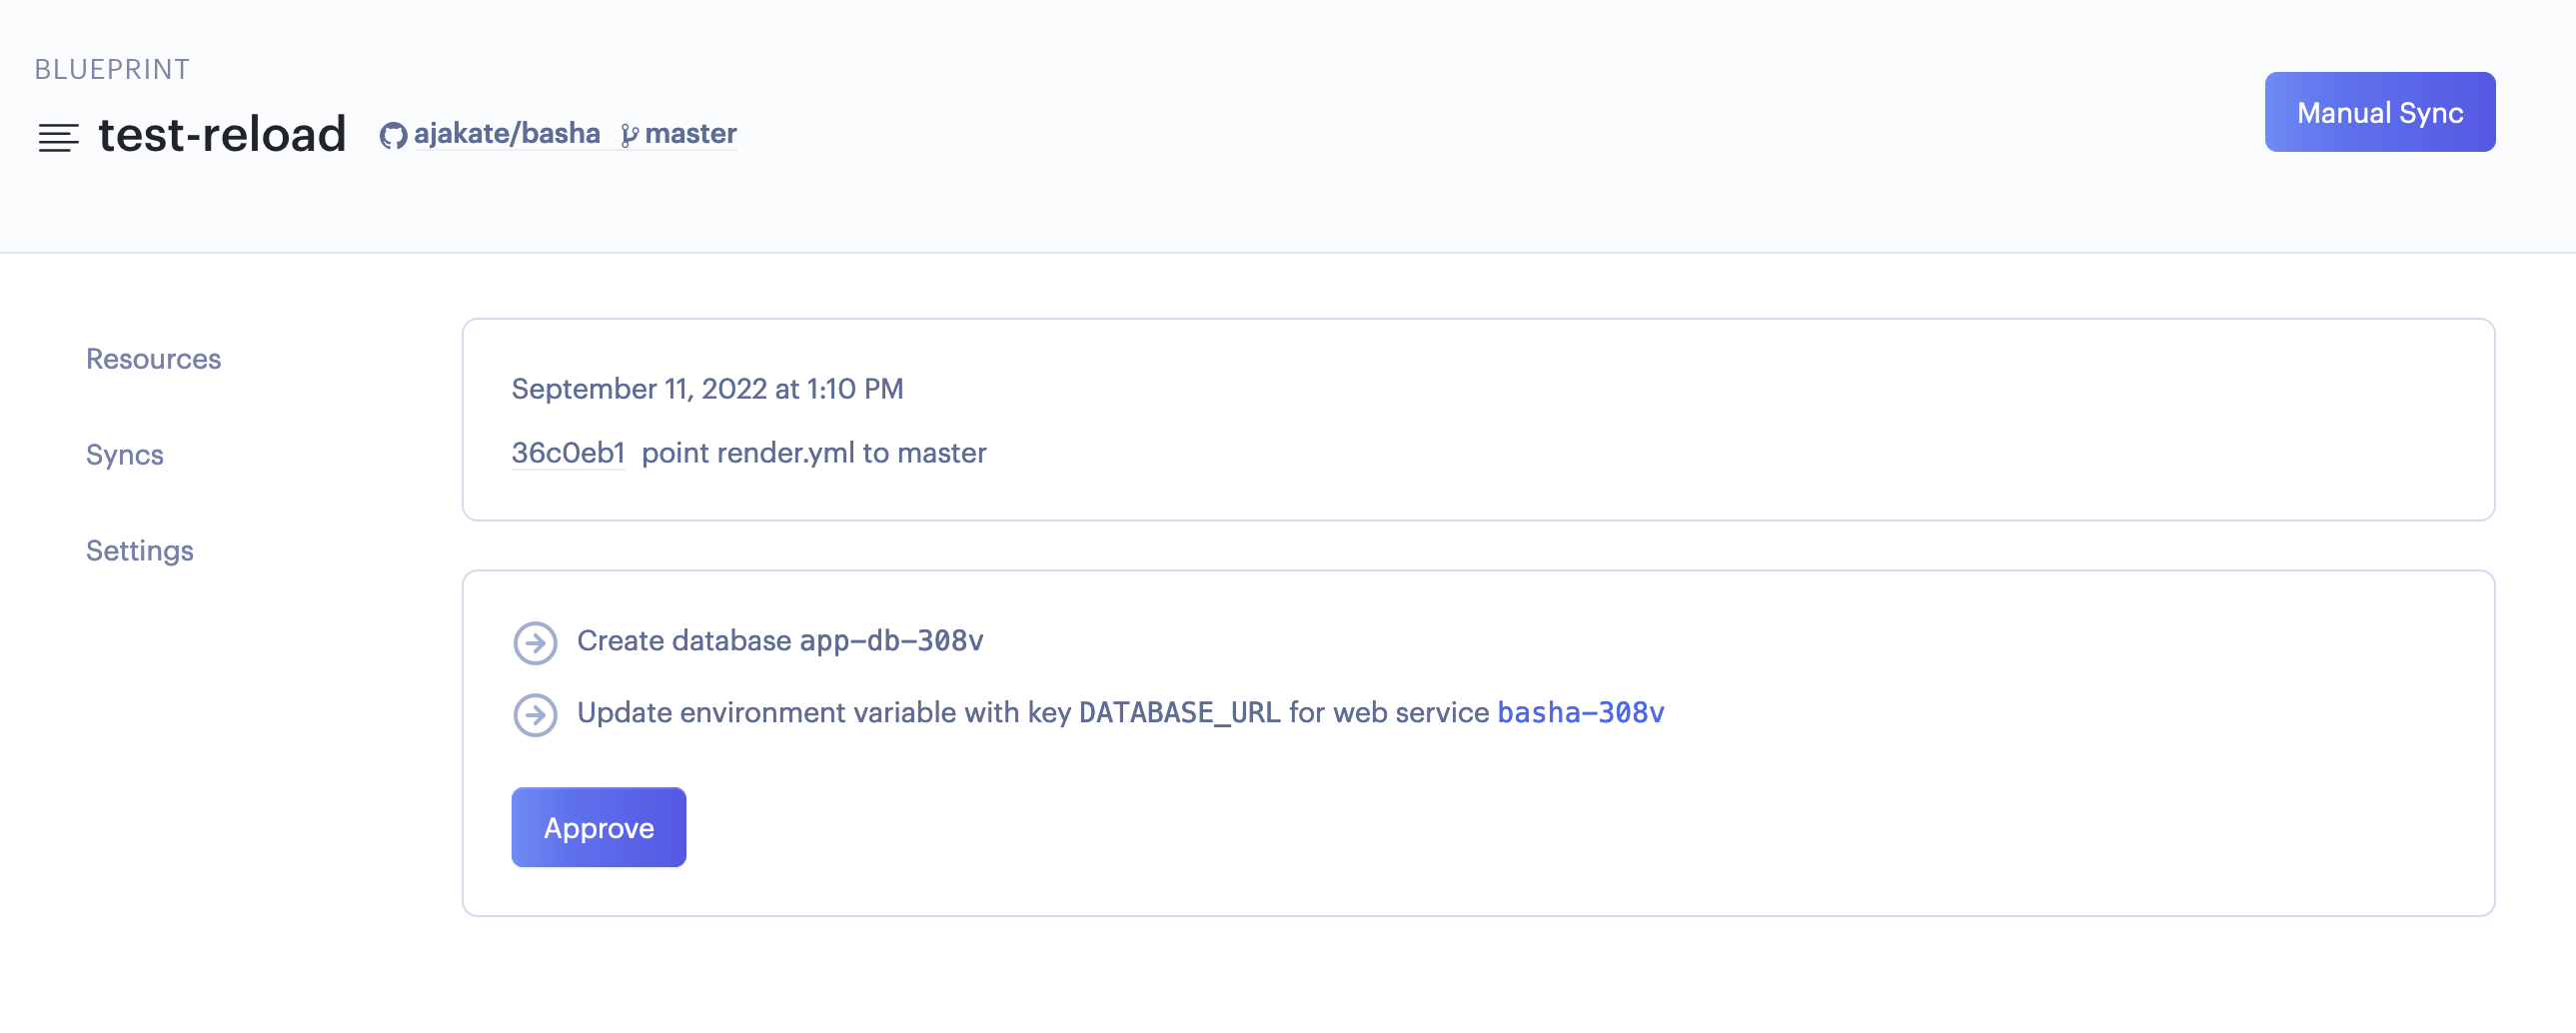 BLUEPRINT
test-reload ajakate/basha master
Manual Sync
Resources
Syncs
Settings
September 11, 2022 at 1:10 PM
36c0eb1 point render.yml to master
Create database app-db-308v
Update environment variable with key DATABASE_URL for web service basha-308v
Approve